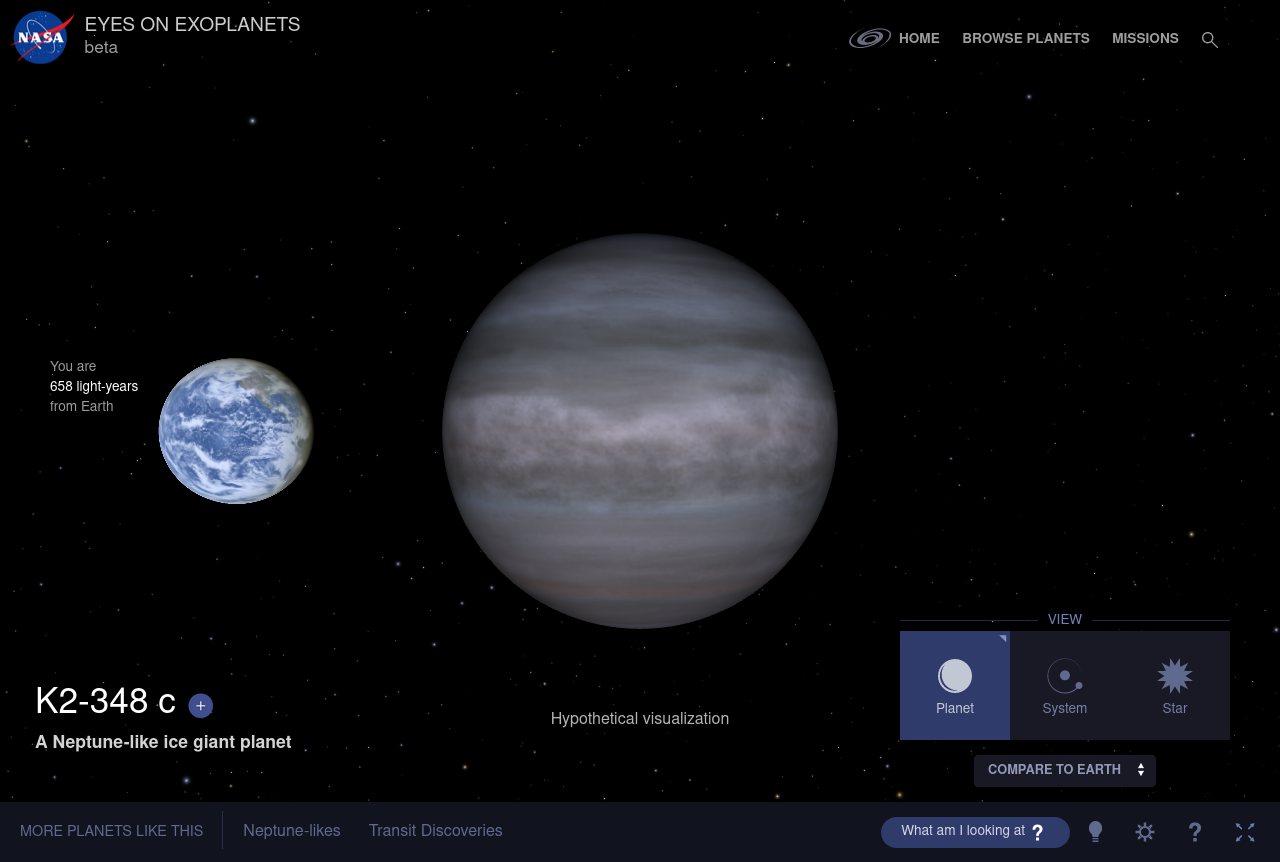 NASA
EYES ON EXOPLANETS
beta
HOME
BROWSE PLANETS
MISSIONS
You are
658 light-years
from Earth
K2-348 c +
A Neptune-like ice giant planet
Hypothetical visualization
VIEW
Planet
System
Star
COMPARE TO EARTH
MORE PLANETS LIKE THIS
Neptune-likes
Transit Discoveries
What am I looking at ?
?